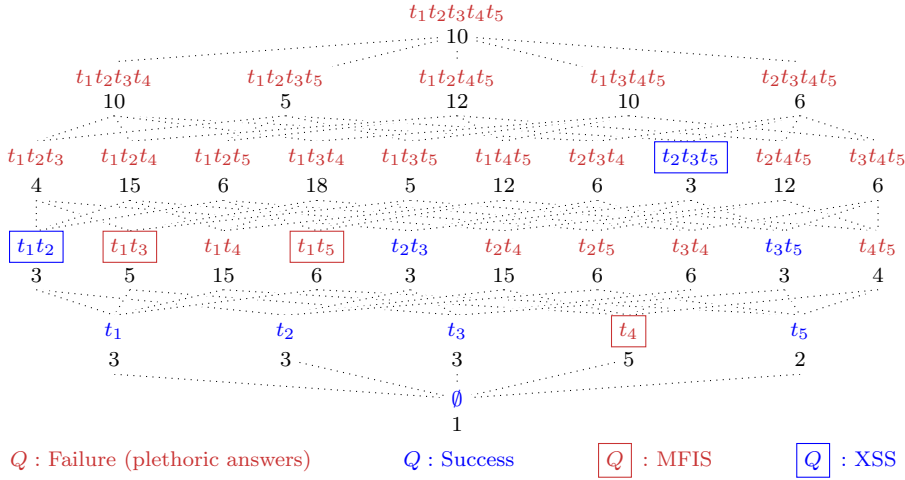 t₁t₂t₃t₄t₅
10
t₁t₂t₃t₄ t₁t₂t₃t₅ t₁t₂t₄t₅ t₁t₃t₄t₅ t₂t₃t₄t₅
10 5 12 10 6
t₁t₂t₃ t₁t₂t₄ t₁t₂t₅ t₁t₃t₄ t₁t₃t₅ t₁t₄t₅ t₂t₃t₄ t₂t₃t₅ t₂t₄t₅ t₃t₄t₅
4 15 6 18 5 12 6 3 12 6
t₁t₂ t₁t₃ t₁t₄ t₁t₅ t₂t₃ t₂t₄ t₂t₅ t₃t₄ t₃t₅ t₄t₅
3 5 15 6 3 15 6 6 3 4
t₁ t₂ t₃ t₄ t₅
3 3 3 5 2
∅
1
Q : Failure (plethoric answers) Q : Success Q : MFIS Q : XSS